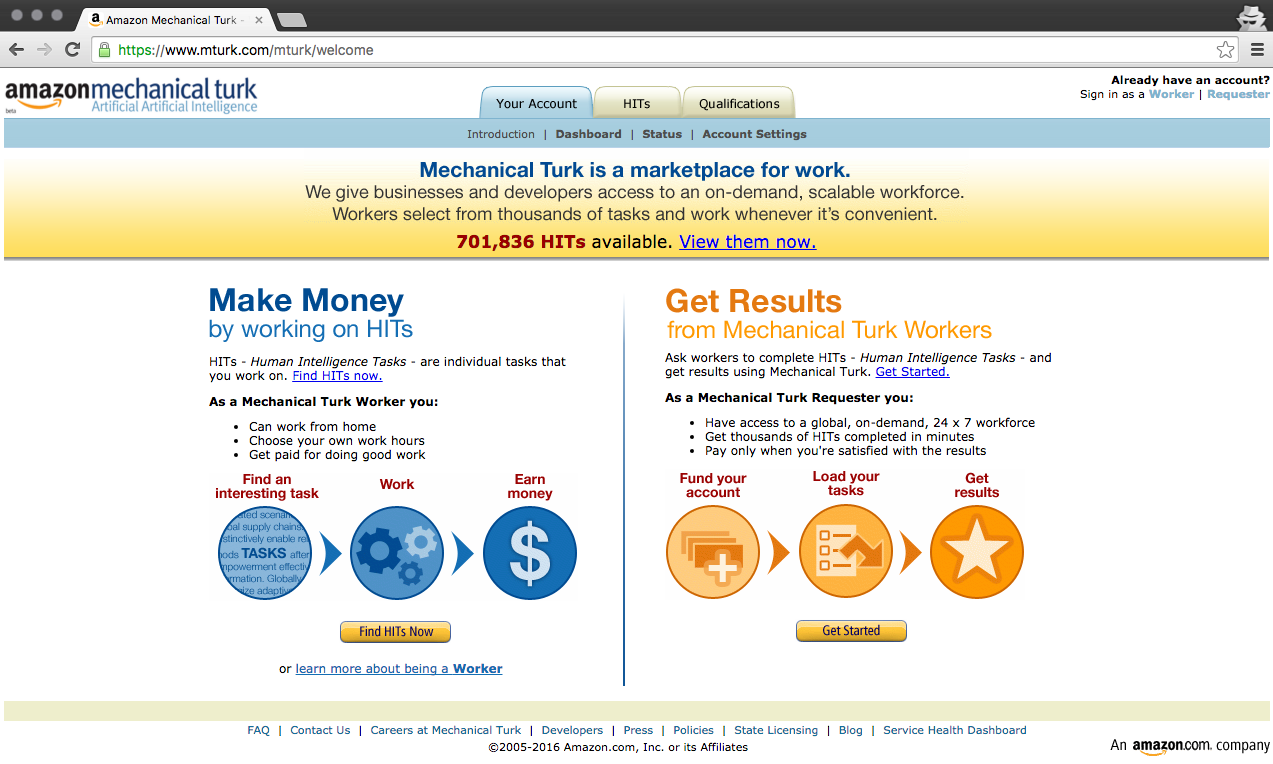 Amazon Mechanical Turk -
https://www.mturk.com/mturk/welcome
amazonmechanical turk
beta
Artificial Artificial Intelligence
Your Account
HITs
Qualifications
Already have an account?
Sign in as a Worker | Requester
Introduction | Dashboard | Status | Account Settings
Mechanical Turk is a marketplace for work.
We give businesses and developers access to an on-demand, scalable workforce.
Workers select from thousands of tasks and work whenever it's convenient.
701,836 HITs available. View them now.
Make Money
by working on HITs
HITs - Human Intelligence Tasks - are individual tasks that
you work on. Find HITs now.
As a Mechanical Turk Worker you:
• Can work from home
• Choose your own work hours
• Get paid for doing good work
Find an
interesting task
Work
Earn
money
supply chains
enable
TASKS after
Globally
$
Find HITs Now
or learn more about being a Worker
Get Results
from Mechanical Turk Workers
Ask workers to complete HITs - Human Intelligence Tasks - and
get results using Mechanical Turk. Get Started.
As a Mechanical Turk Requester you:
• Have access to a global, on-demand, 24 x 7 workforce
• Get thousands of HITs completed in minutes
• Pay only when you're satisfied with the results
Fund your
account
Load your
tasks
Get
results
Get Started
FAQ | Contact Us | Careers at Mechanical Turk | Developers | Press | Policies | State Licensing | Blog | Service Health Dashboard
©2005-2016 Amazon.com, Inc. or its Affiliates
An amazon.com. company